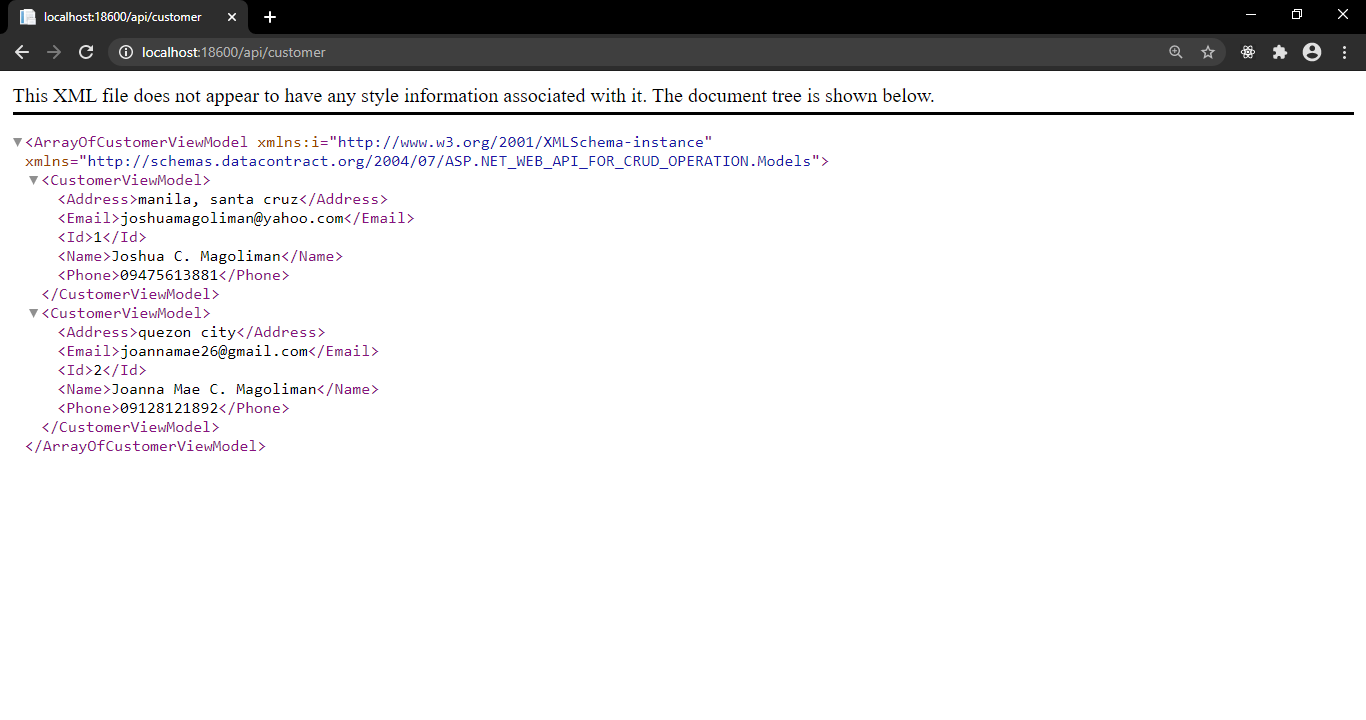 localhost:18600/api/customer
localhost:18600/api/customer
This XML file does not appear to have any style information associated with it. The document tree is shown below.
<ArrayOfCustomerViewModel xmlns:i="http://www.w3.org/2001/XMLSchema-instance"
xmlns="http://schemas.datacontract.org/2004/07/ASP.NET_WEB_API_FOR_CRUD_OPERATION.Models">
<CustomerViewModel>
<Address>manila, santa cruz</Address>
<Email>joshuamagoliman@yahoo.com</Email>
<Id>1</Id>
<Name>Joshua C. Magoliman</Name>
<Phone>09475613881</Phone>
</CustomerViewModel>
<CustomerViewModel>
<Address>quezon city</Address>
<Email>joannamae26@gmail.com</Email>
<Id>2</Id>
<Name>Joanna Mae C. Magoliman</Name>
<Phone>09128121892</Phone>
</CustomerViewModel>
</ArrayOfCustomerViewModel>